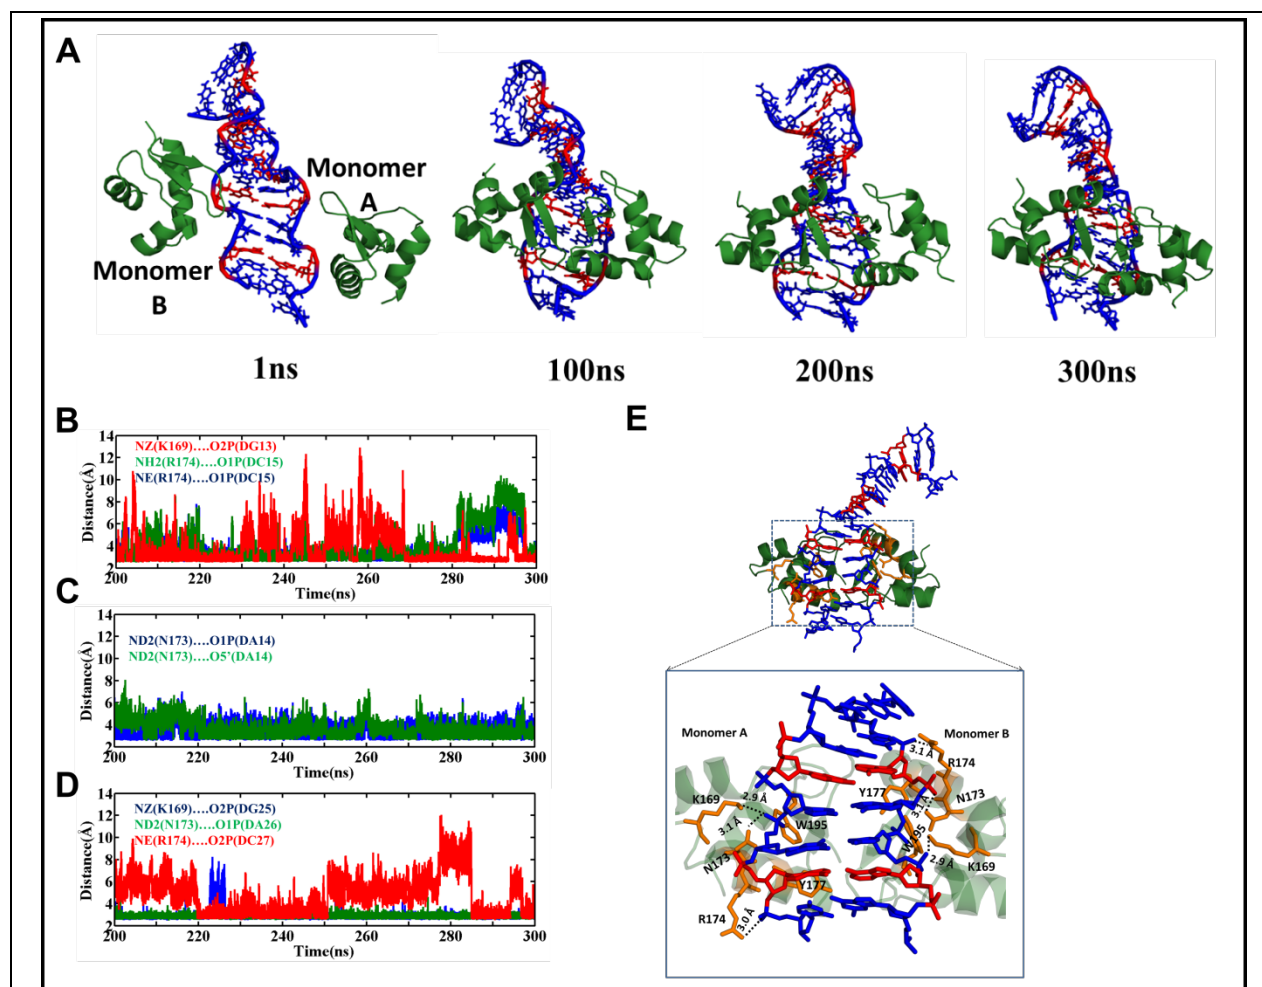 A
Monomer
A
Monomer
B
1ns
100ns
200ns
300ns
B
14
12
10
8
6
4
2
Distance(Å)
NZ(K169)....O2P(DG13)
NH2(R174)....O1P(DC15)
NE(R174)....O1P(DC15)
200
220
240
260
280
300
Time(ns)
C
14
12
10
8
6
4
2
Distance(Å)
ND2(N173)....O1P(DA14)
ND2(N173)....O5'(DA14)
200
220
240
260
280
300
Time(ns)
D
14
12
10
8
6
4
2
Distance(Å)
NZ(K169)....O2P(DG25)
ND2(N173)....O1P(DA26)
NE(R174)....O2P(DC27)
200
220
240
260
280
300
Time(ns)
E
Monomer A
Monomer B
3.1 Å
R174
Y177
N173
3.1 Å
K169
2.9 Å
W195
W195
3.1 Å
2.9 Å
K169
N173
Y177
R174
3.0 Å